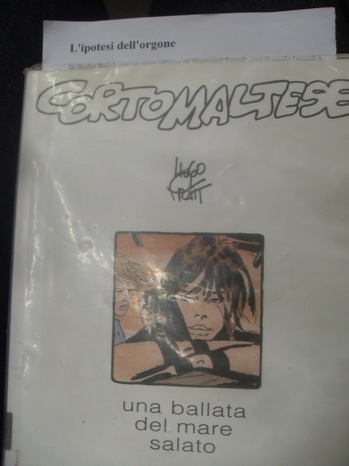 L'ipotesi dell'orgone
CORTOMALTESE
HUGO
PRATT
una ballata
del mare
salato